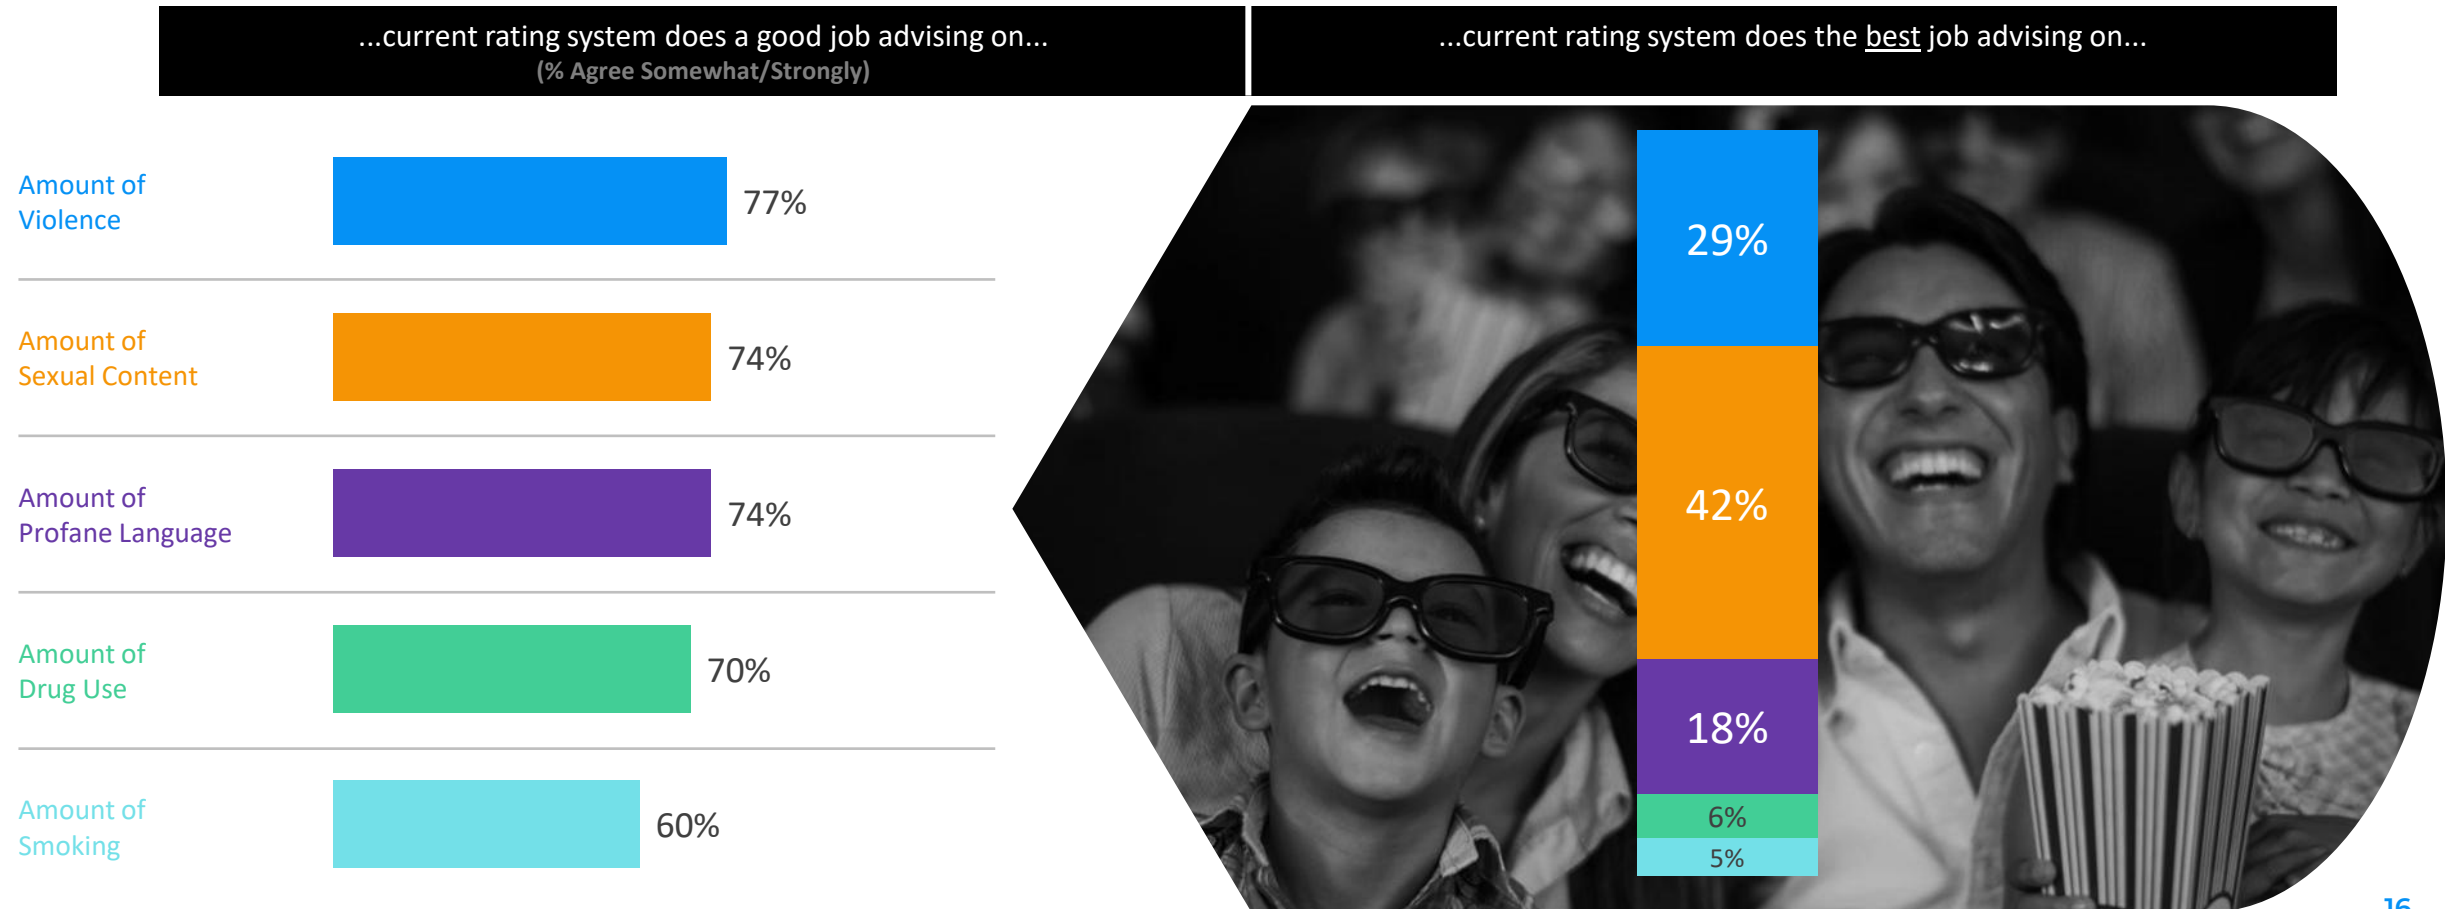 ...current rating system does a good job advising on...
(% Agree Somewhat/Strongly)
...current rating system does the best job advising on...
Amount of
Violence
77%
Amount of
Sexual Content
74%
Amount of
Profane Language
74%
Amount of
Drug Use
70%
Amount of
Smoking
60%
29%
42%
18%
6%
5%
16